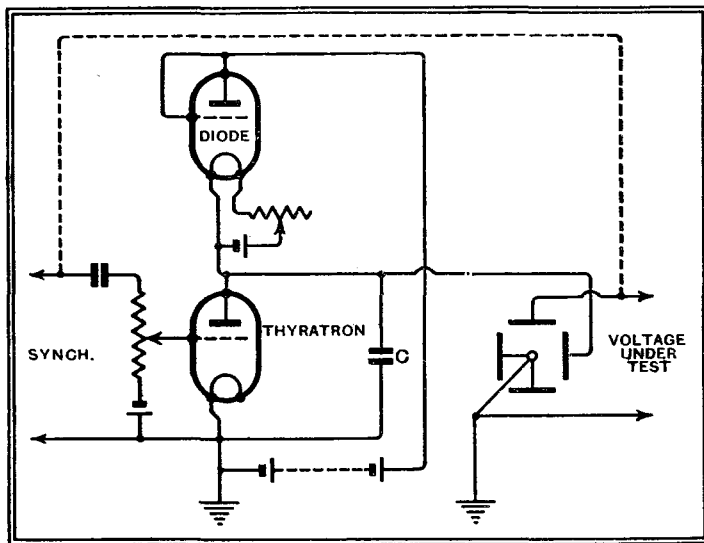 DIODE
THYRATRON
SYNCH.
C
VOLTAGE
UNDER
TEST